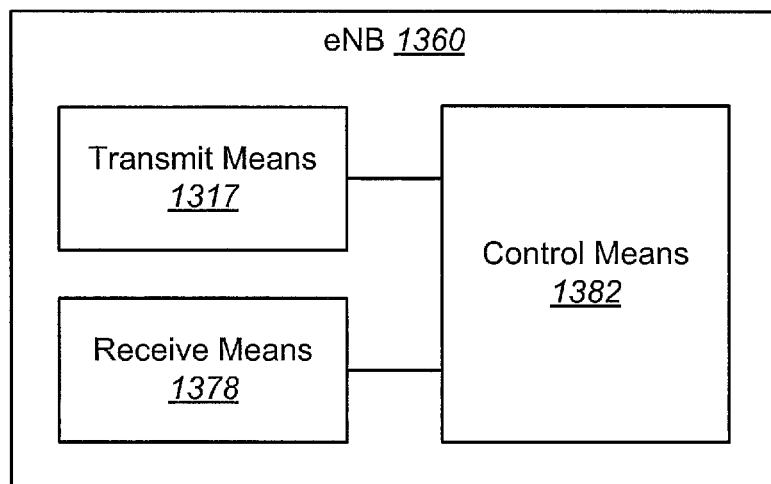 eNB 1360
Transmit Means
1317
Control Means
1382
Receive Means
1378